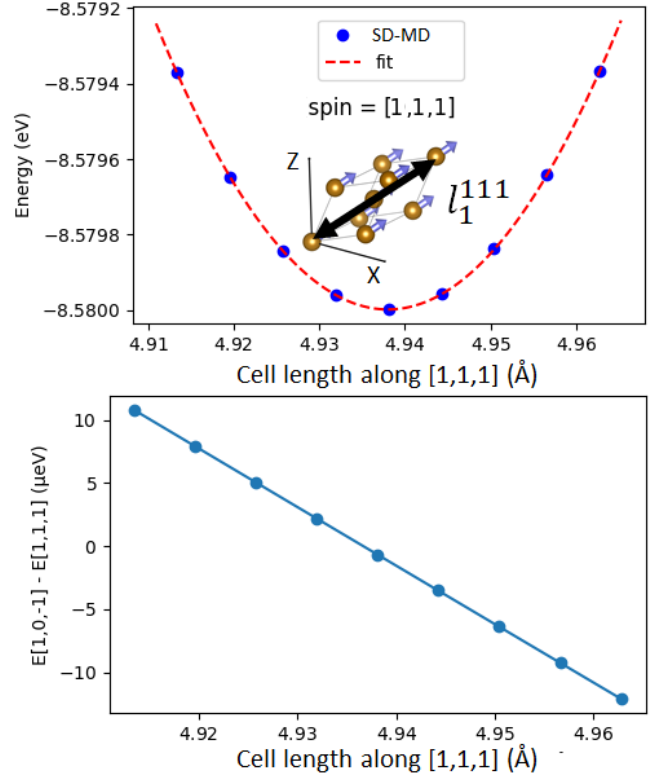 -8.5792
-8.5794
-8.5796
-8.5798
-8.5800
Energy (eV)
SD-MD
fit
spin = [1,1,1]
Z
X
l₁¹¹¹
4.91 4.92 4.93 4.94 4.95 4.96
Cell length along [1,1,1] (Å)
10
5
0
−5
−10
E[1,0,-1] - E[1,1,1] (μeV)
4.92 4.93 4.94 4.95 4.96
Cell length along [1,1,1] (Å)